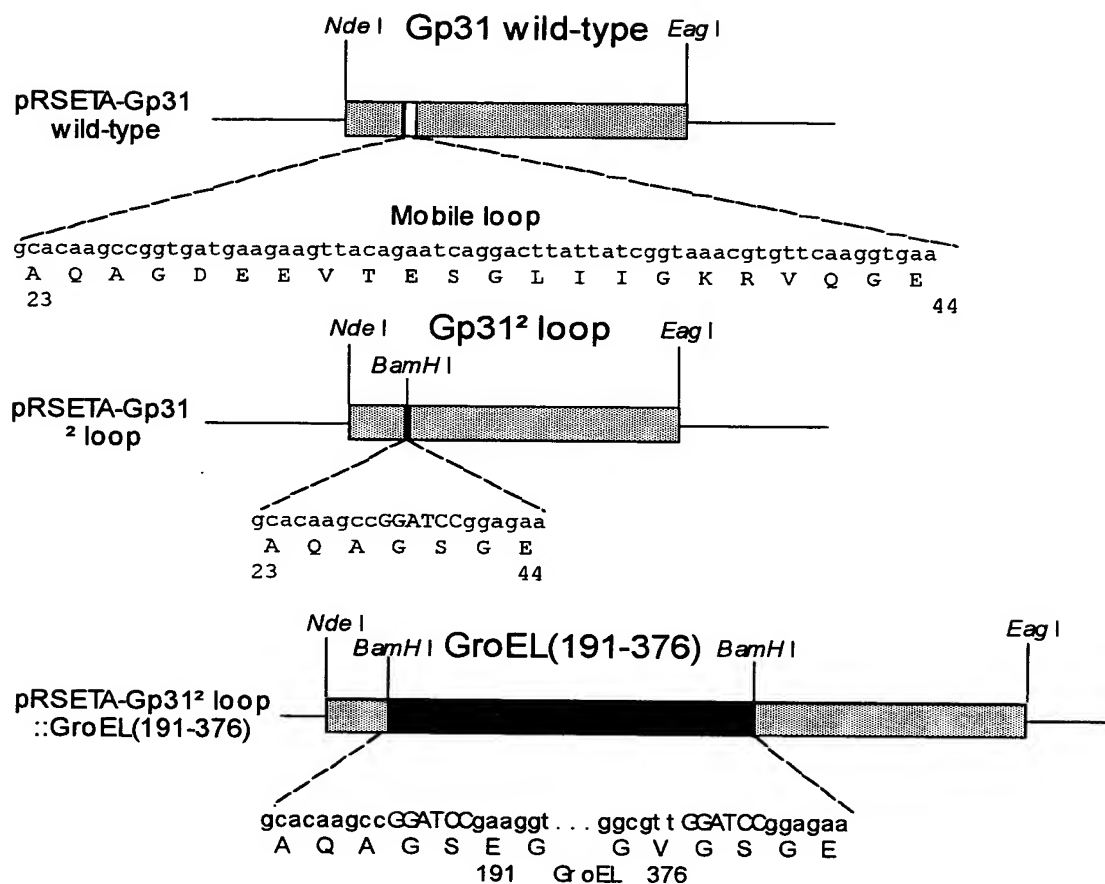 Nde I Gp31 wild-type Eag I
pRSETA-Gp31
wild-type
Mobile loop
gcacaagccggtgatgaagaagttacagaatcaggacttattatcggtaaacgtgttcaaggtgaa
A Q A G D E E V T E S G L I I G K R V Q G E
23 44
Nde I Gp31² loop Eag I
BamH I
pRSETA-Gp31
² loop
gcacaagccGGATCCggagaa
A Q A G S G E
23 44
Nde I Eag I
BamH I GroEL(191-376) BamH I
pRSETA-Gp31² loop
::GroEL(191-376)
gcacaagccGGATCCgaaggt...ggcgttGGATCCggagaa
A Q A G S E G G V G S G E
191 GroEL 376